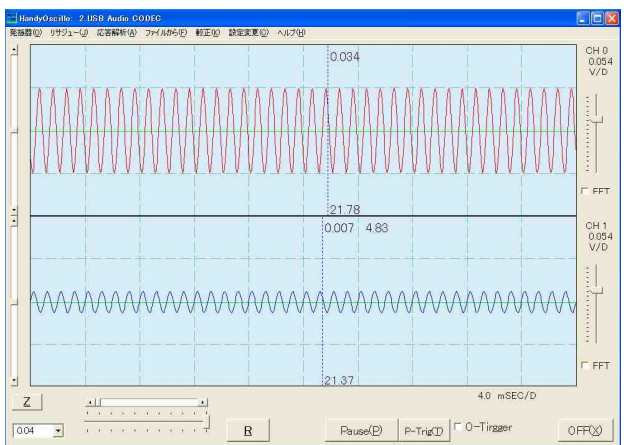 HandyOscillo: 2.USB Audio CODEC
発振器(O) リサジュー(J) 応答解析(A) ファイルから(F) 較正(K) 設定変更(C) ヘルプ(H)
0.034
CH 0
0.054
V/D
FFT
21.78
0.007 4.83
CH 1
0.054
V/D
FFT
21.37
4.0 mSEC/D
Z
0.04
R
Pause(P)
P-Trig(T)
O-Tirgger
OFF(X)